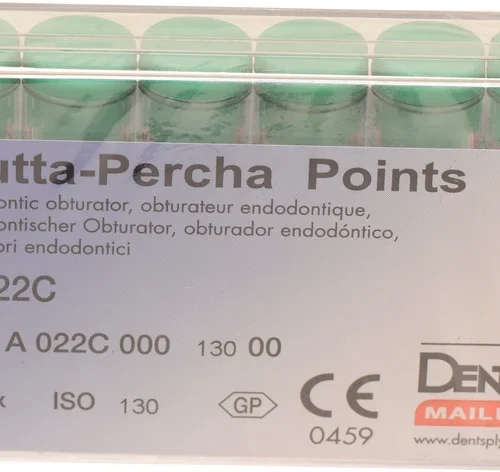 utta-Percha Points
ontic obturator, obturateur endodontique,
ontischer Obturator, obturador endodóntico,
ori endodontici
22C
A 022C 000 130 00
x ISO 130 GP CE
0459
DENT
MAILL
www.dentsply